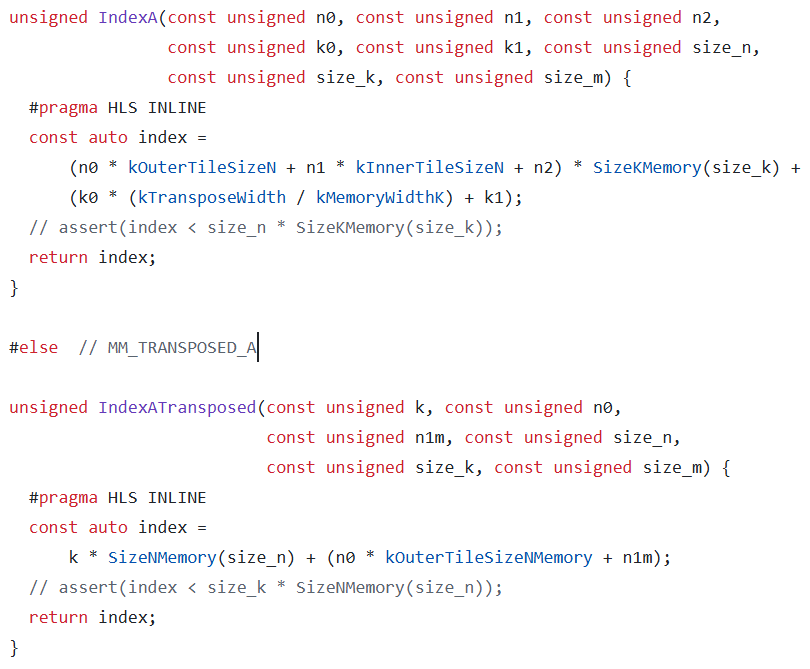 unsigned IndexA(const unsigned n0, const unsigned n1, const unsigned n2,
                const unsigned k0, const unsigned k1, const unsigned size_n,
                const unsigned size_k, const unsigned size_m) {
  #pragma HLS INLINE
  const auto index =
      (n0 * kOuterTileSizeN + n1 * kInnerTileSizeN + n2) * SizeKMemory(size_k) +
      (k0 * (kTransposeWidth / kMemoryWidthK) + k1);
  // assert(index < size_n * SizeKMemory(size_k));
  return index;
}

#else  // MM_TRANSPOSED_A

unsigned IndexATransposed(const unsigned k, const unsigned n0,
                          const unsigned n1m, const unsigned size_n,
                          const unsigned size_k, const unsigned size_m) {
  #pragma HLS INLINE
  const auto index =
      k * SizeNMemory(size_n) + (n0 * kOuterTileSizeNMemory + n1m);
  // assert(index < size_k * SizeNMemory(size_n));
  return index;
}